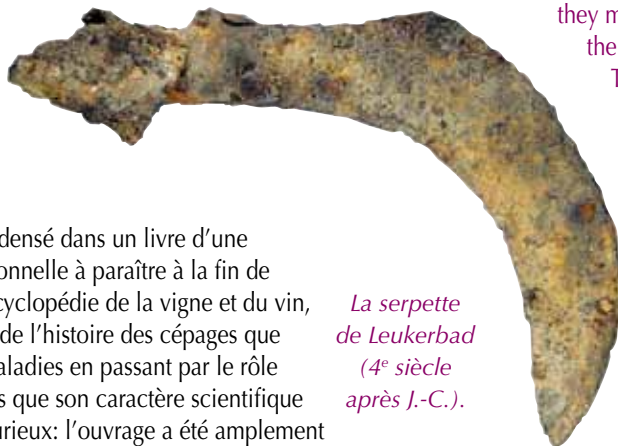 they m
the
T
densé dans un livre d’une
onnelle à paraître à la fin de
cyclopédie de la vigne et du vin,
de l’histoire des cépages que
aladies en passant par le rôle
s que son caractère scientifique
urieux: l’ouvrage a été amplement
La serpette
de Leukerbad
(4e siècle
après J.-C.).